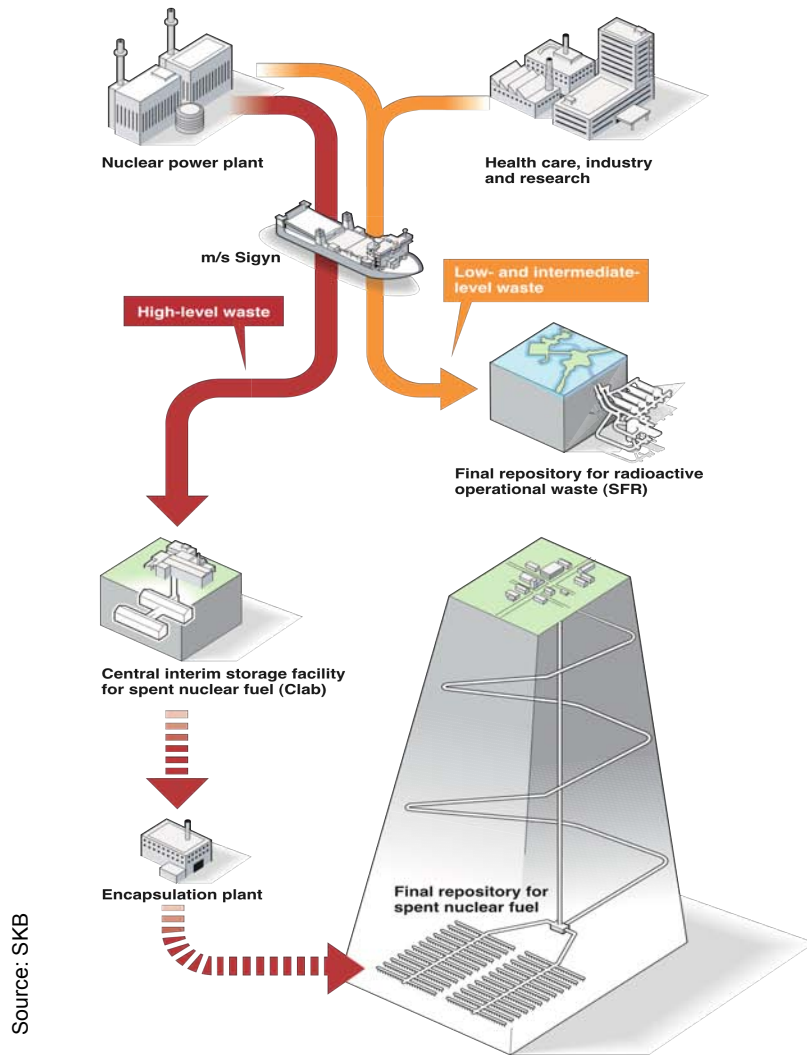 Nuclear power plant
Health care, industry
and research
m/s Sigyn
Low- and intermediate-
level waste
High-level waste
Final repository for radioactive
operational waste (SFR)
Central interim storage facility
for spent nuclear fuel (Clab)
Encapsulation plant
Final repository for
spent nuclear fuel
Source: SKB